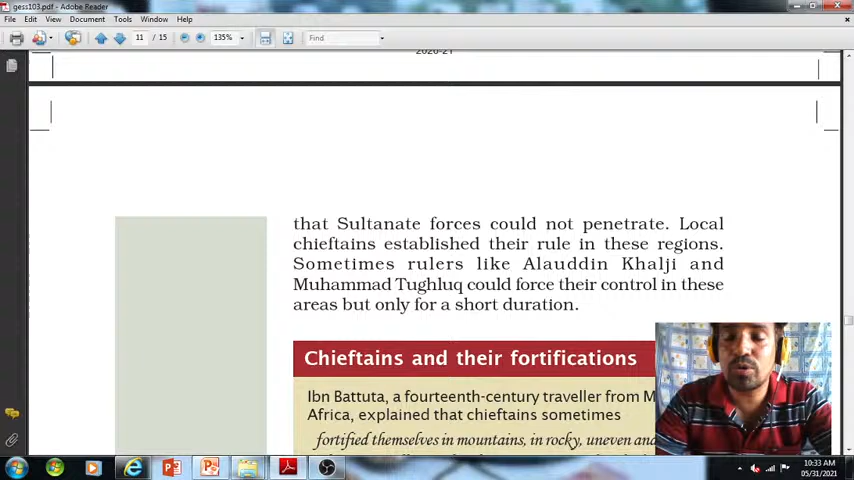 gess103.pdf - Adobe Reader
File Edit View Document Tools Window Help
11 / 15 135% Find
2020-21
that Sultanate forces could not penetrate. Local
chieftains established their rule in these regions.
Sometimes rulers like Alauddin Khalji and
Muhammad Tughluq could force their control in these
areas but only for a short duration.
Chieftains and their fortifications
Ibn Battuta, a fourteenth-century traveller from M
Africa, explained that chieftains sometimes
fortified themselves in mountains, in rocky, uneven and
10:33 AM
05/31/2021